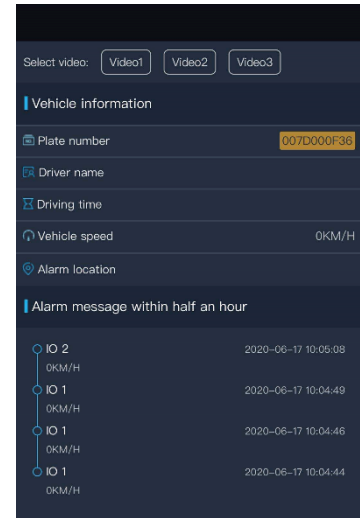 Select video: Video1 Video2 Video3
Vehicle information
Plate number 007D000F36
Driver name
Driving time
Vehicle speed 0KM/H
Alarm location
Alarm message within half an hour
IO 2 2020-06-17 10:05:08
0KM/H
IO 1 2020-06-17 10:04:49
0KM/H
IO 1 2020-06-17 10:04:46
0KM/H
IO 1 2020-06-17 10:04:44
0KM/H